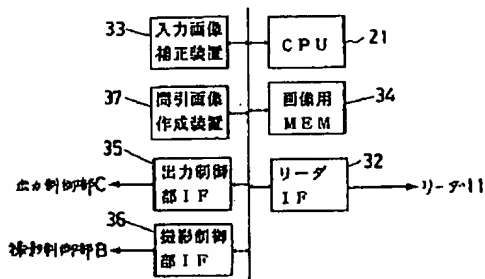 33
入力画像
補正装置
CPU
21
37
間引画像
作成装置
画像用
MEM
34
35
出力制御
部IF
リーダ
IF
32
出力制御部C
リーダ11
36
撮影制御
部IF
撮影制御部B